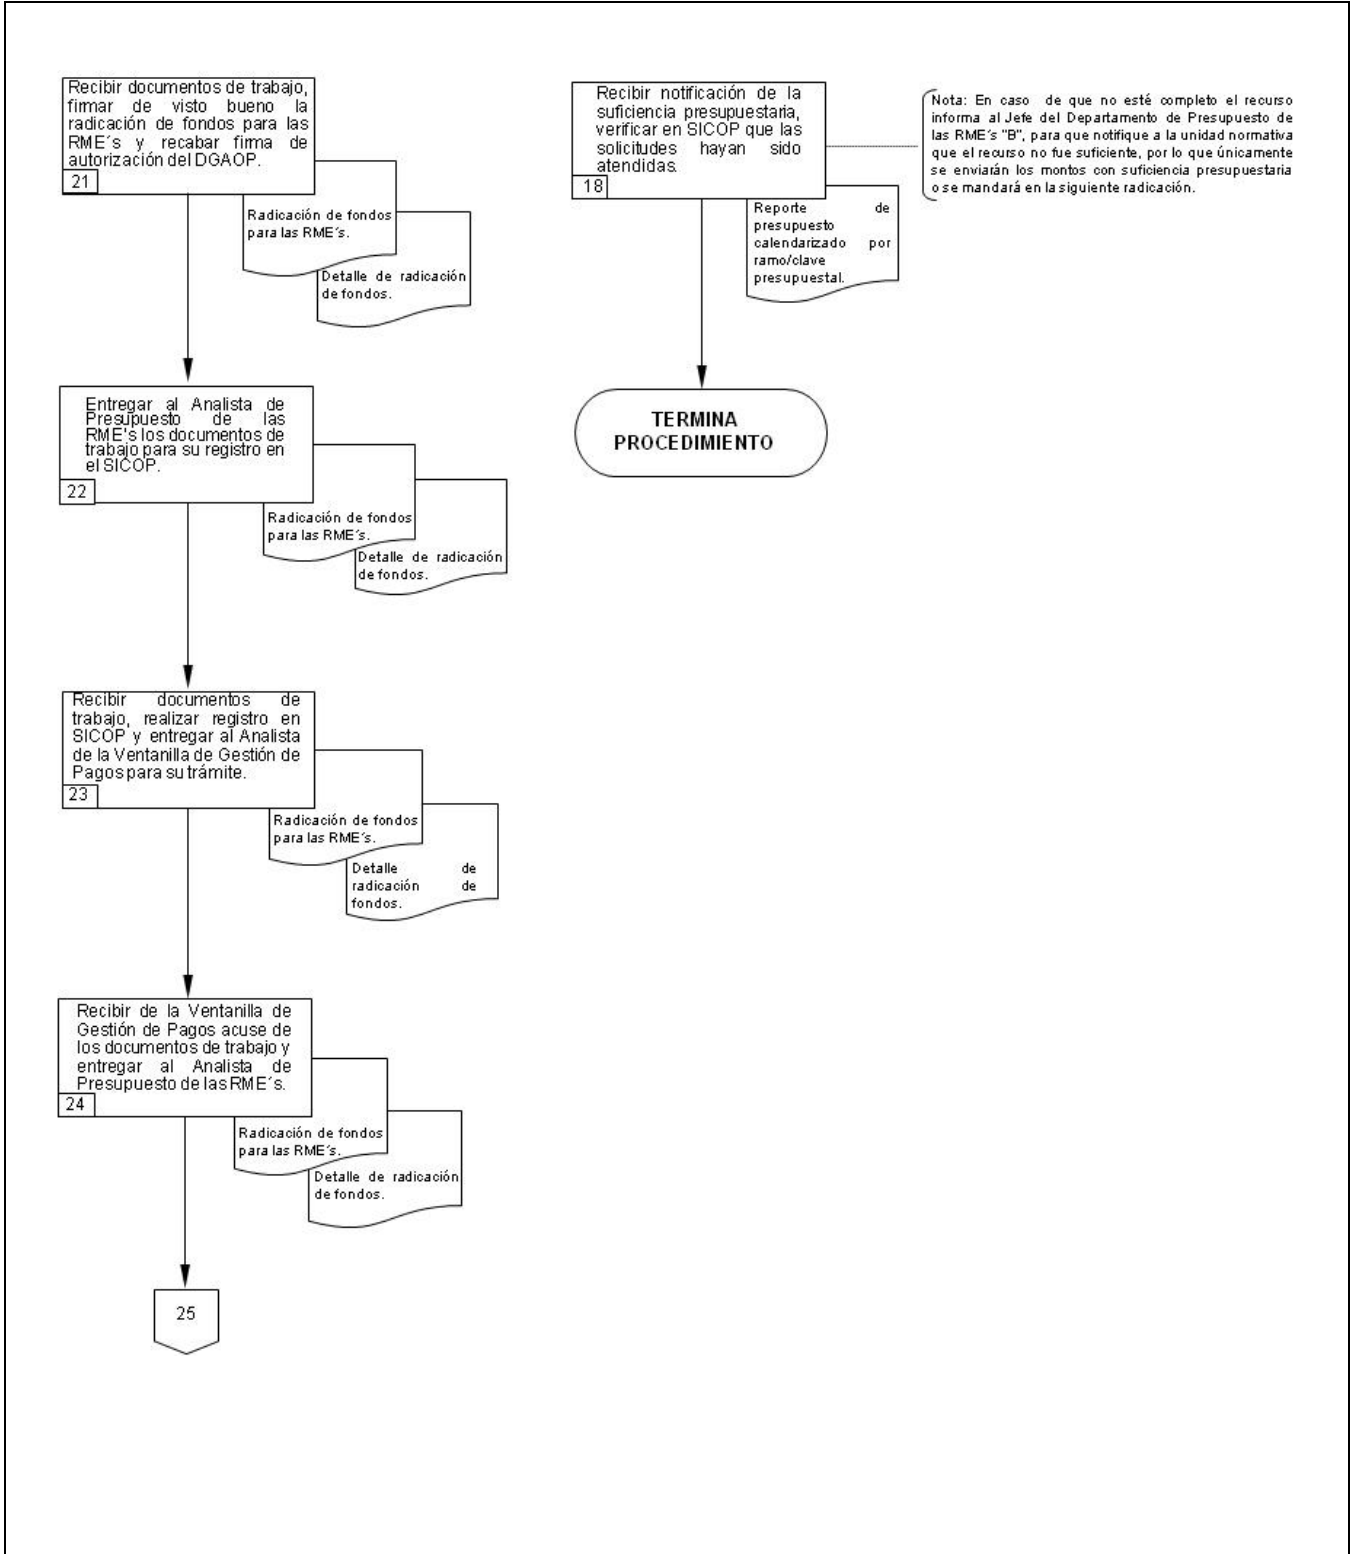 Recibir documentos de trabajo,
firmar de visto bueno la
radicación de fondos para las
RME´s y recabar firma de
autorización del DGAOP.
21
Radicación de fondos
para las RME´s.
Detalle de radicación
de fondos.
Entregar al Analista de
Presupuesto de las
RME's los documentos de
trabajo para su registro en
el SICOP.
22
Radicación de fondos
para las RME´s.
Detalle de radicación
de fondos.
Recibir documentos de
trabajo, realizar registro en
SICOP y entregar al Analista
de la Ventanilla de Gestión de
Pagos para su trámite.
23
Radicación de fondos
para las RME´s.
Detalle de
radicación de
fondos.
Recibir de la Ventanilla de
Gestión de Pagos acuse de
los documentos de trabajo y
entregar al Analista de
Presupuesto de las RME´s.
24
Radicación de fondos
para las RME´s.
Detalle de radicación
de fondos.
25
Recibir notificación de la
suficiencia presupuestaria,
verificar en SICOP que las
solicitudes hayan sido
atendidas.
18
Reporte de
presupuesto
calendarizado por
ramo/clave
presupuestal.
TERMINA
PROCEDIMIENTO
Nota: En caso de que no esté completo el recurso
informa al Jefe del Departamento de Presupuesto de
las RME's "B", para que notifique a la unidad normativa
que el recurso no fue suficiente, por lo que únicamente
se enviarán los montos con suficiencia presupuestaria
o se mandará en la siguiente radicación.